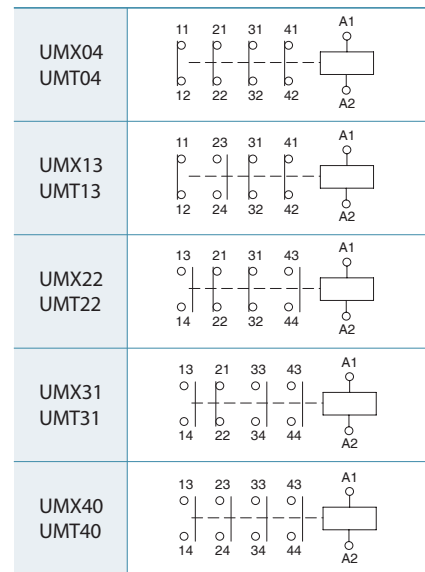 UMX04
UMT04
11 21 31 41 A1
12 22 32 42 A2
UMX13
UMT13
11 23 31 41 A1
12 24 32 42 A2
UMX22
UMT22
13 21 31 43 A1
14 22 32 44 A2
UMX31
UMT31
13 21 33 43 A1
14 22 34 44 A2
UMX40
UMT40
13 23 33 43 A1
14 24 34 44 A2